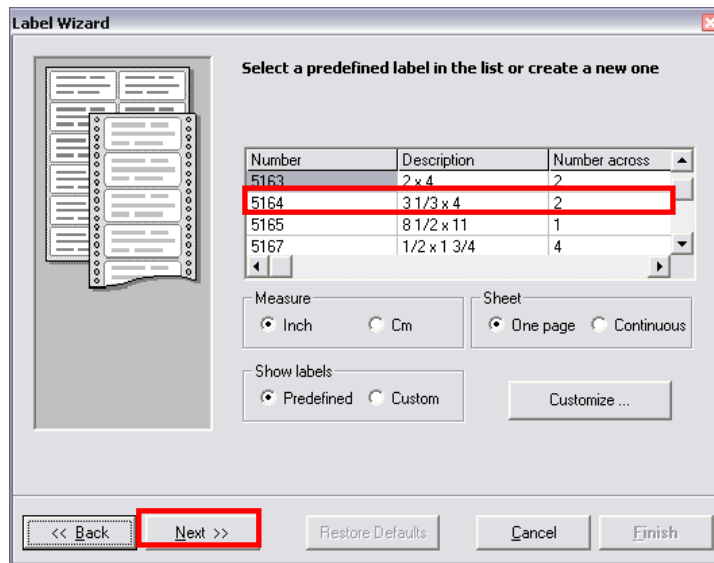 Label Wizard
Select a predefined label in the list or create a new one
Number Description Number across
5163 2 x 4 2
5164 3 1/3 x 4 2
5165 8 1/2 x 11 1
5167 1/2 x 1 3/4 4
Measure Sheet
Inch Cm One page Continuous
Show labels
Predefined Custom Customize ...
<< Back Next >> Restore Defaults Cancel Finish